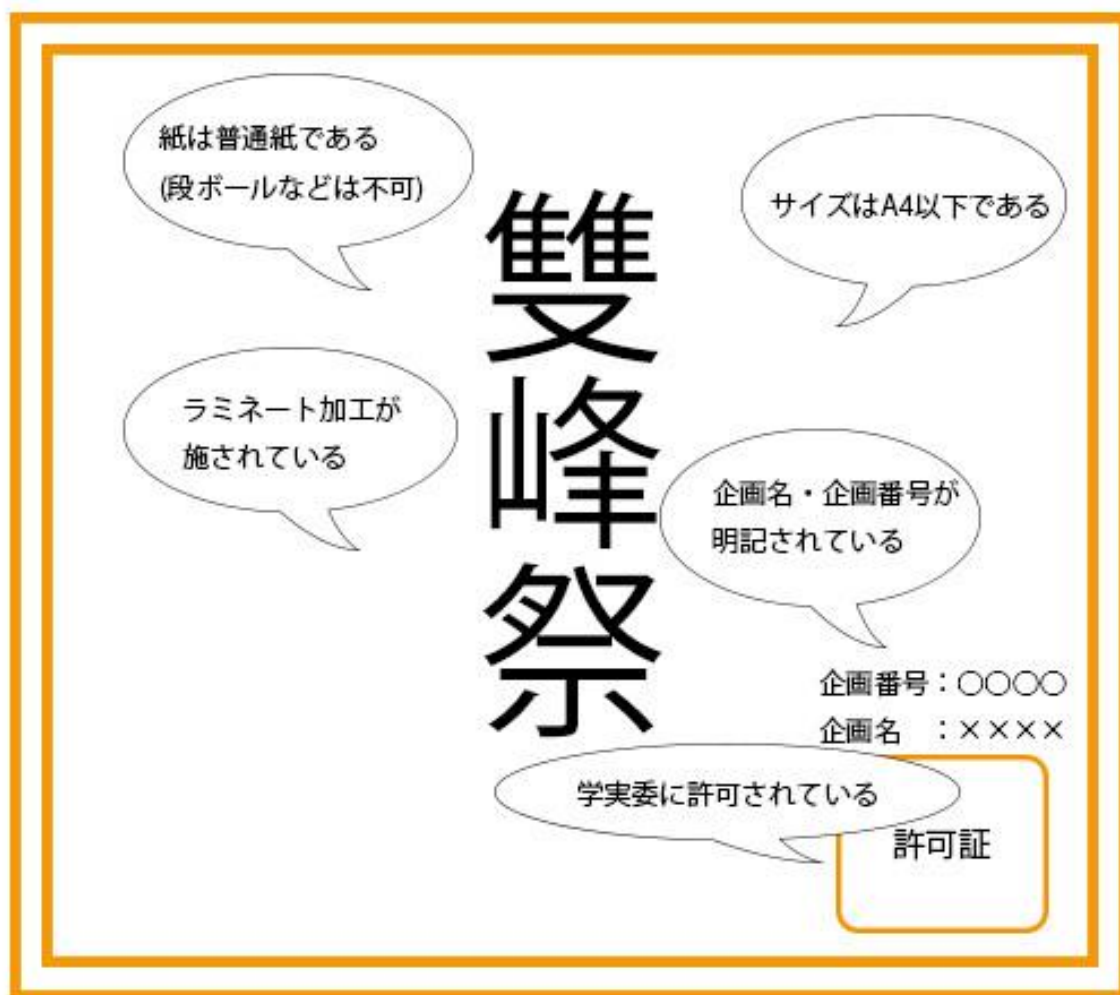 紙は普通紙である
(段ボールなどは不可)
サイズはA4以下である
雙峰祭
ラミネート加工が
施されている
企画名・企画番号が
明記されている
企画番号：○○○○
企画名　：××××
学実委に許可されている
許可証